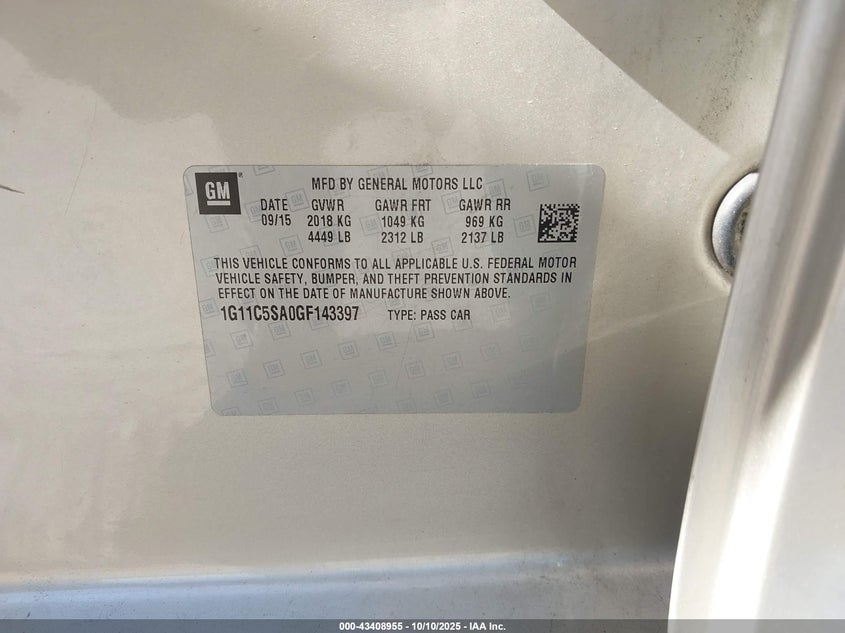 GM
MFD BY GENERAL MOTORS LLC
DATE GVWR GAWR FRT GAWR RR
09/15 2018 KG 1049 KG 969 KG
4449 LB 2312 LB 2137 LB
THIS VEHICLE CONFORMS TO ALL APPLICABLE U.S. FEDERAL MOTOR
VEHICLE SAFETY, BUMPER, AND THEFT PREVENTION STANDARDS IN
EFFECT ON THE DATE OF MANUFACTURE SHOWN ABOVE.
1G11C5SA0GF143397 TYPE: PASS CAR
000-43408955 - 10/10/2025 - IAA Inc.